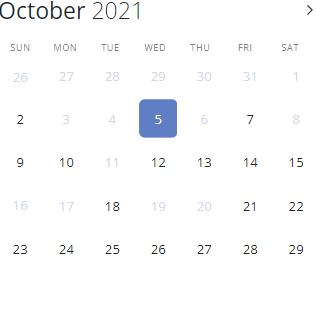 October 2021
SUN MON TUE WED THU FRI SAT
26 27 28 29 30 31 1
2 3 4 5 6 7 8
9 10 11 12 13 14 15
16 17 18 19 20 21 22
23 24 25 26 27 28 29